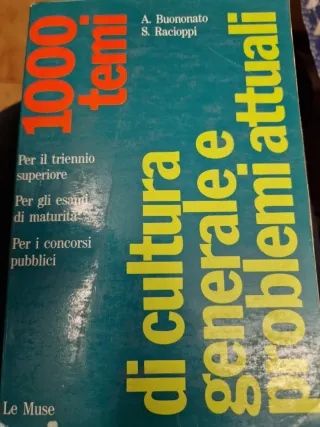 A. Buononato
S. Racioppi
1000
temi
di cultura
generale e
problemi attuali
Per il triennio
superiore
Per gli esami
di maturità
Per i concorsi
pubblici
Le Muse